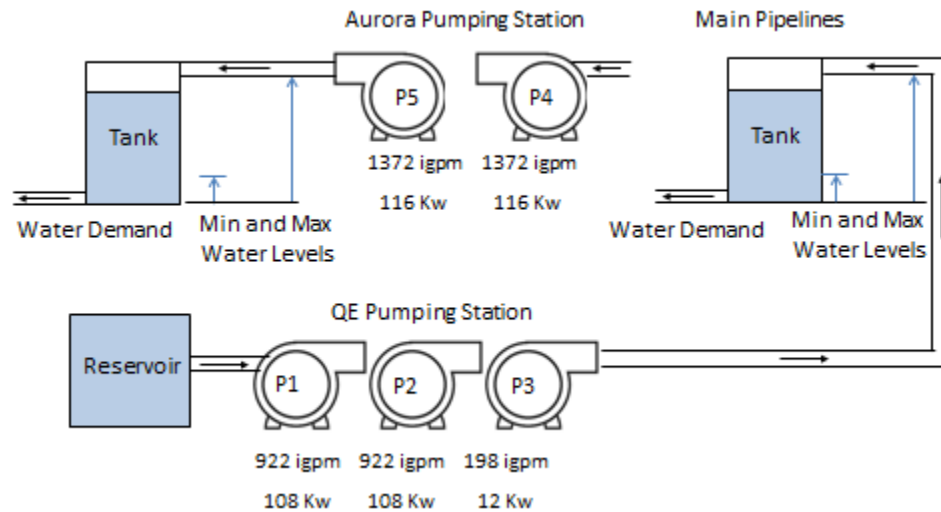 Aurora Pumping Station
Main Pipelines
P5
P4
Tank
Tank
1372 igpm
1372 igpm
116 Kw
116 Kw
Water Demand
Min and Max
Water Levels
Water Demand
Min and Max
Water Levels
QE Pumping Station
Reservoir
P1
P2
P3
922 igpm
922 igpm
198 igpm
108 Kw
108 Kw
12 Kw